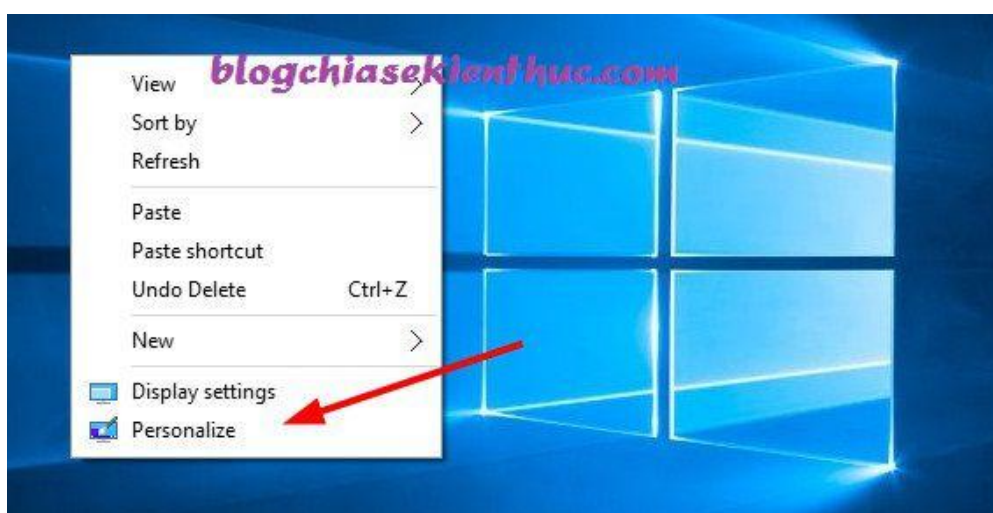 blogchiasekienthuc.com
View
Sort by
Refresh
Paste
Paste shortcut
Undo Delete Ctrl+Z
New
Display settings
Personalize